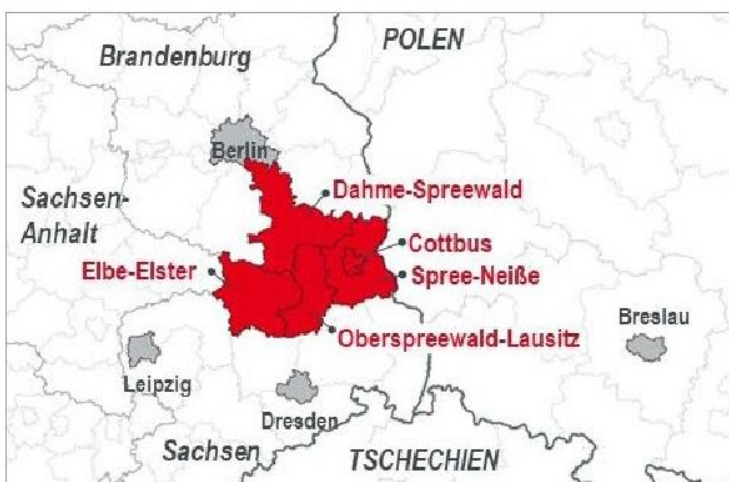 POLEN
Brandenburg
Berlin
Dahme-Spreewald
Sachsen-
Anhalt
Cottbus
Elbe-Elster
Spree-Neiße
Breslau
Oberspreewald-Lausitz
Leipzig
Dresden
Sachsen
TSCHECHIEN